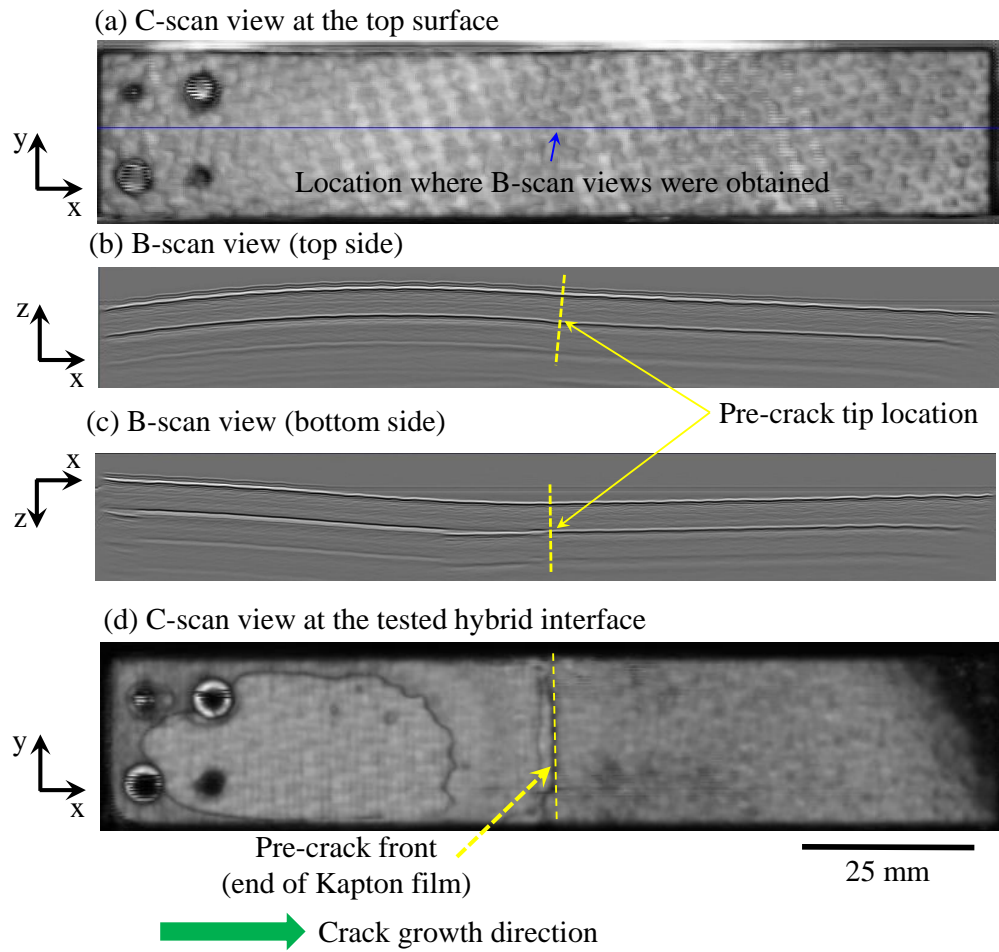 (a) C-scan view at the top surface
y
x
Location where B-scan views were obtained
(b) B-scan view (top side)
z
x
Pre-crack tip location
(c) B-scan view (bottom side)
x
z
(d) C-scan view at the tested hybrid interface
y
x
Pre-crack front
(end of Kapton film)
25 mm
Crack growth direction